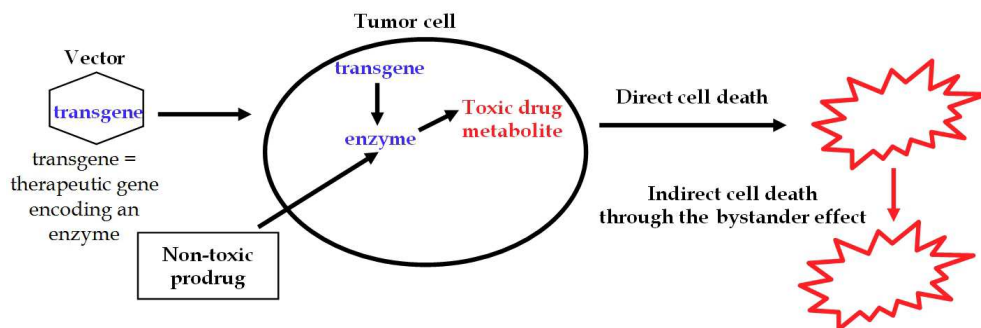 Tumor cell
Vector
transgene
transgene =
therapeutic gene
encoding an
enzyme
Non-toxic
prodrug
transgene
enzyme
Toxic drug
metabolite
Direct cell death
Indirect cell death
through the bystander effect